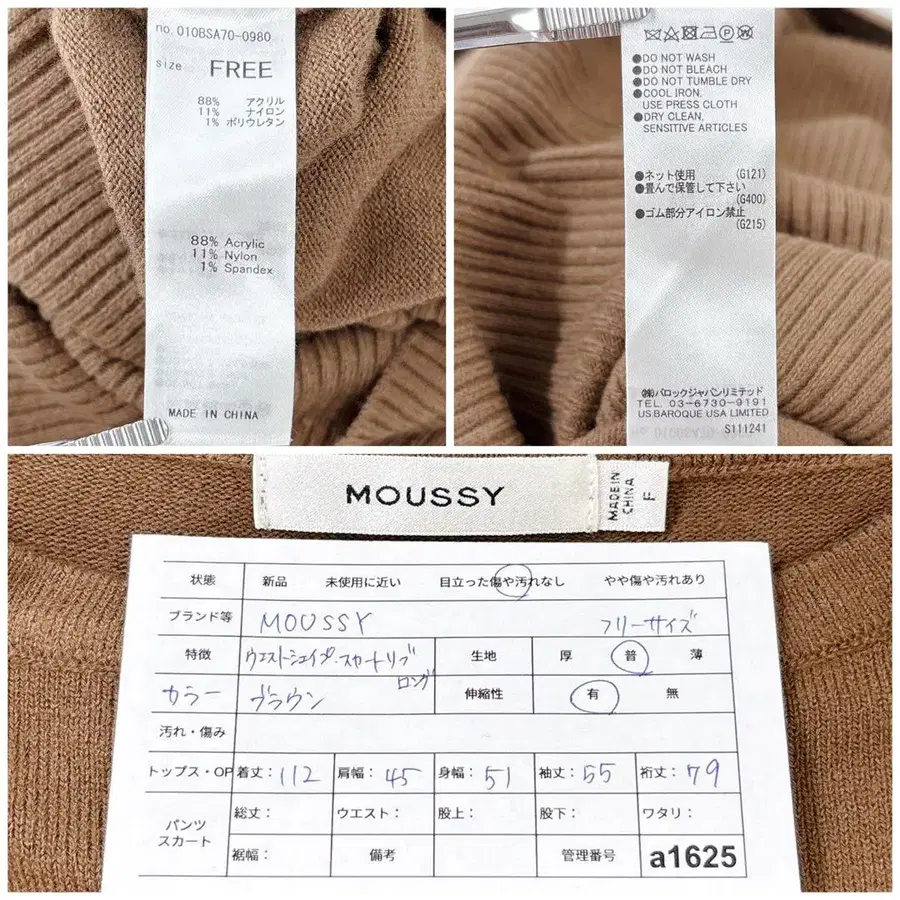 no. 010BSA70-0980
size FREE
88% アクリル
11% ナイロン
1% ポリウレタン
88% Acrylic
11% Nylon
1% Spandex
MADE IN CHINA
●DO NOT WASH
●DO NOT BLEACH
●DO NOT TUMBLE DRY
●COOL IRON,
USE PRESS CLOTH
●DRY CLEAN,
SENSITIVE ARTICLES
●ネット使用 (G121)
●畳んで保管して下さい
(G400)
●ゴム部分アイロン禁止
(G215)
㈱バロックジャパンリミテッド
TEL 03-6730-9191
US.BAROQUE USA LIMITED
S111241
MOUSSY
MADE IN
CHINA
F
状態 新品 未使用に近い 目立った傷や汚れなし やや傷や汚れあり
ブランド等 MOUSSY フリーサイズ
特徴 ウエストシェイプ・スカートリブ 生地 厚 普 薄
ロング
カラー ブラウン 伸縮性 有 無
汚れ・傷み
トップス・OP 着丈：112 肩幅：45 身幅：51 袖丈：55 裄丈：79
パンツ
スカート
総丈： ウエスト： 股上： 股下： ワタリ：
裾幅： 備考 管理番号 a1625